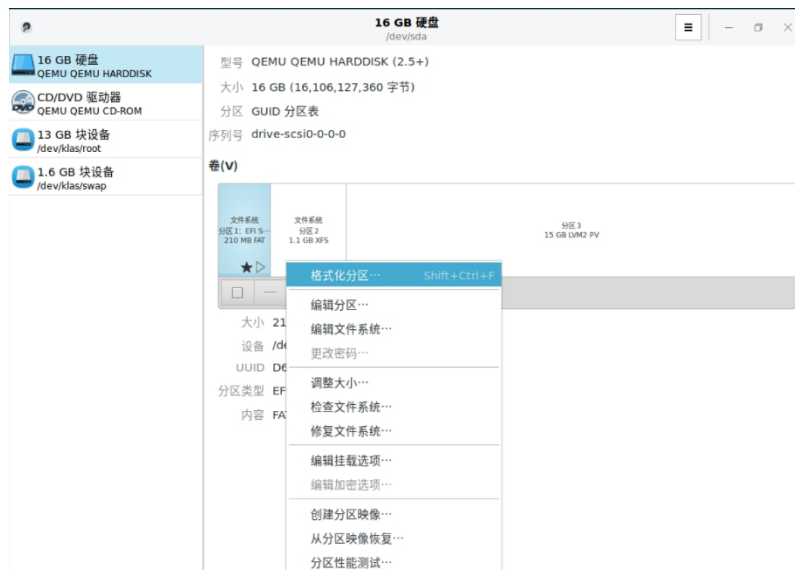 16 GB 硬盘
/dev/sda
16 GB 硬盘
QEMU QEMU HARDDISK
CD/DVD 驱动器
QEMU QEMU CD-ROM
13 GB 块设备
/dev/klas/root
1.6 GB 块设备
/dev/klas/swap
型号 QEMU QEMU HARDDISK (2.5+)
大小 16 GB (16,106,127,360 字节)
分区 GUID 分区表
序列号 drive-scsi0-0-0-0
卷(V)
文件系统
分区1: EFI S…
210 MB FAT
文件系统
分区 2
1.1 GB XFS
分区 3
15 GB LVM2 PV
大小 21
设备 /de
UUID D6
分区类型 EF
内容 FA
格式化分区… Shift+Ctrl+F
编辑分区…
编辑文件系统…
更改密码…
调整大小…
检查文件系统…
修复文件系统…
编辑挂载选项…
编辑加密选项…
创建分区映像…
从分区映像恢复…
分区性能测试…